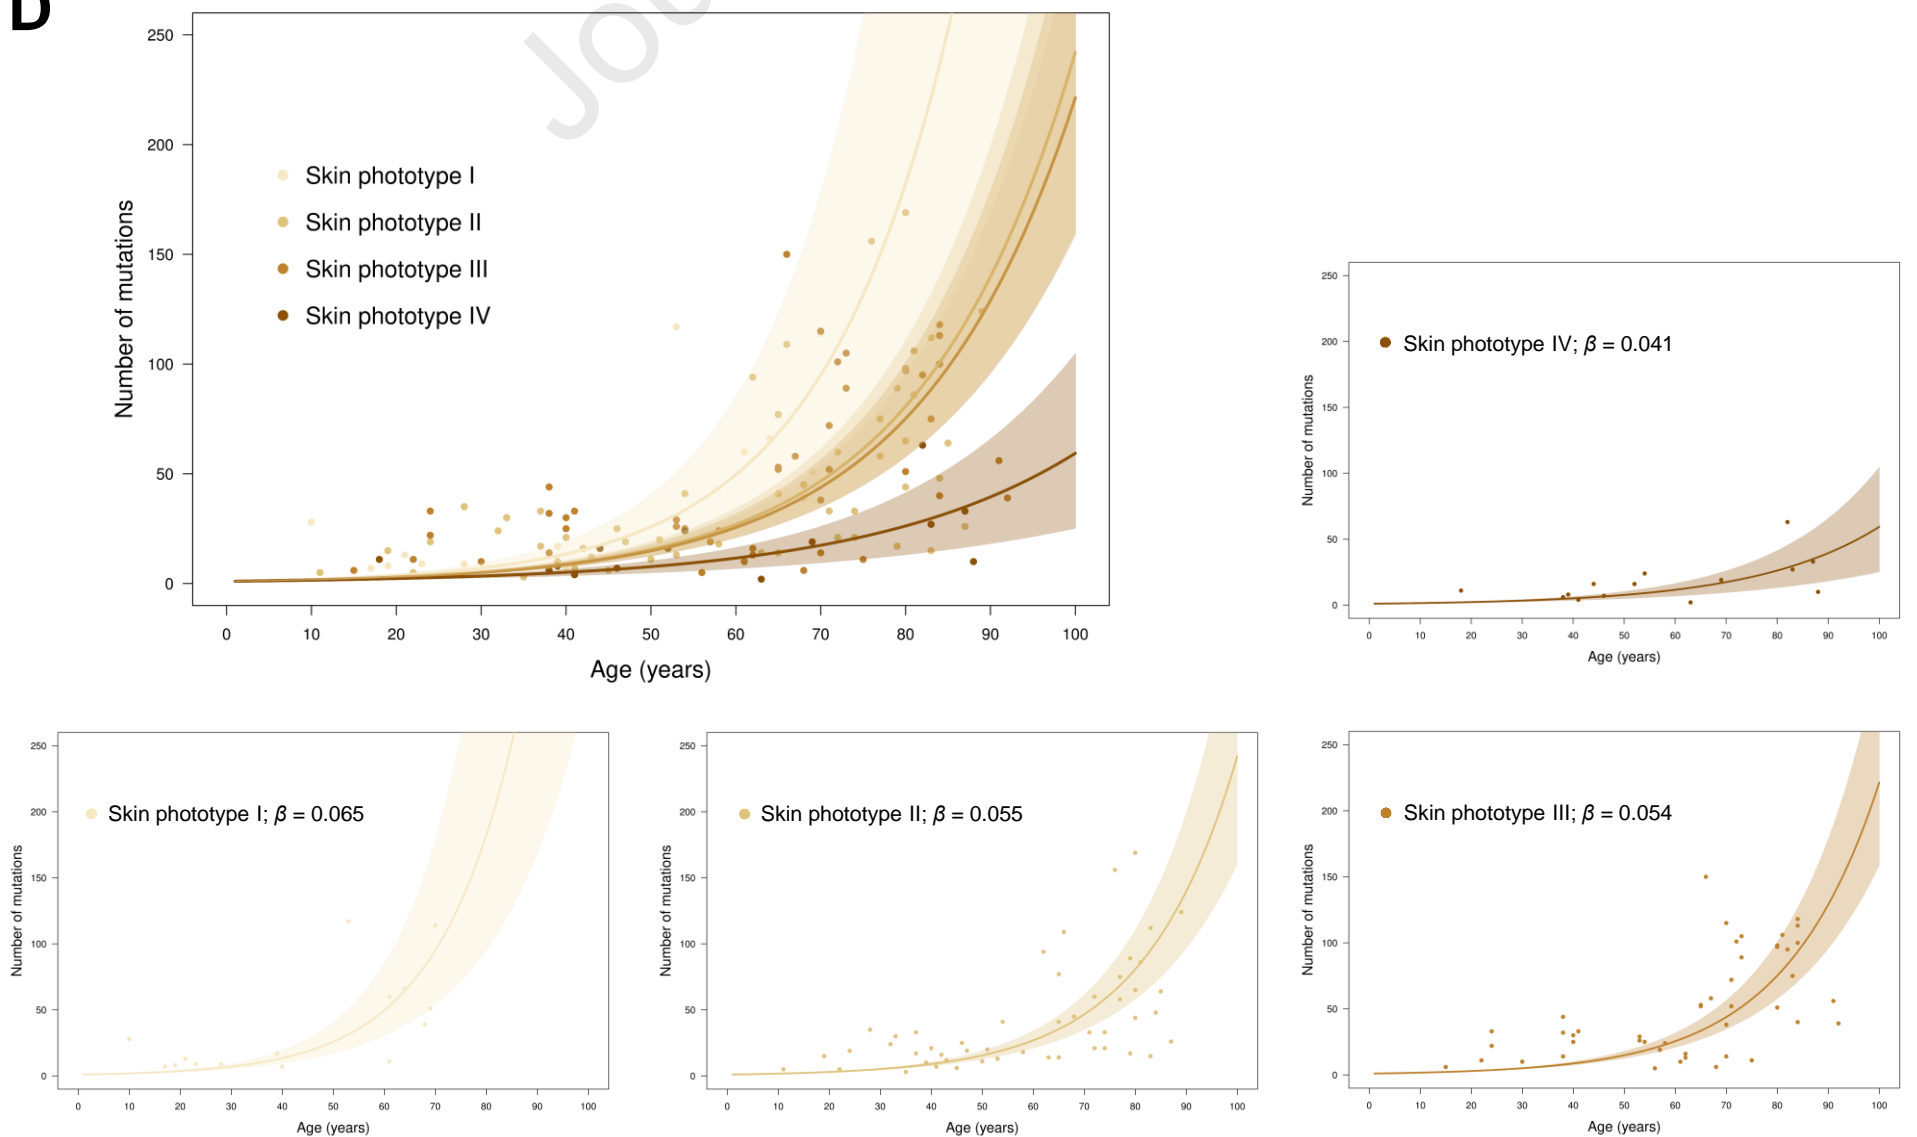 D
Jou
250
200
150
100
50
0
Number of mutations
Skin phototype I
Skin phototype II
Skin phototype III
Skin phototype IV
0 10 20 30 40 50 60 70 80 90 100
Age (years)
250
200
150
100
50
0
Number of mutations
Skin phototype IV; β = 0.041
0 10 20 30 40 50 60 70 80 90 100
Age (years)
250
200
150
100
50
0
Number of mutations
Skin phototype I; β = 0.065
0 10 20 30 40 50 60 70 80 90 100
Age (years)
250
200
150
100
50
0
Number of mutations
Skin phototype II; β = 0.055
0 10 20 30 40 50 60 70 80 90 100
Age (years)
250
200
150
100
50
0
Number of mutations
Skin phototype III; β = 0.054
0 10 20 30 40 50 60 70 80 90 100
Age (years)